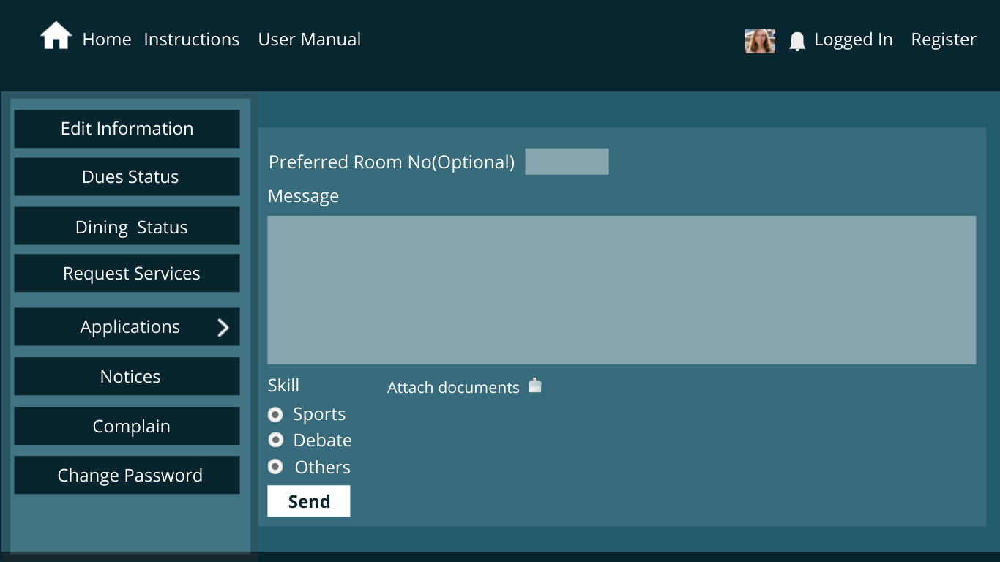 Home Instructions User Manual Logged In Register
Edit Information
Dues Status
Dining  Status
Request Services
Applications
Notices
Complain
Change Password
Preferred Room No(Optional)
Message
Skill
Attach documents
Sports
Debate
Others
Send